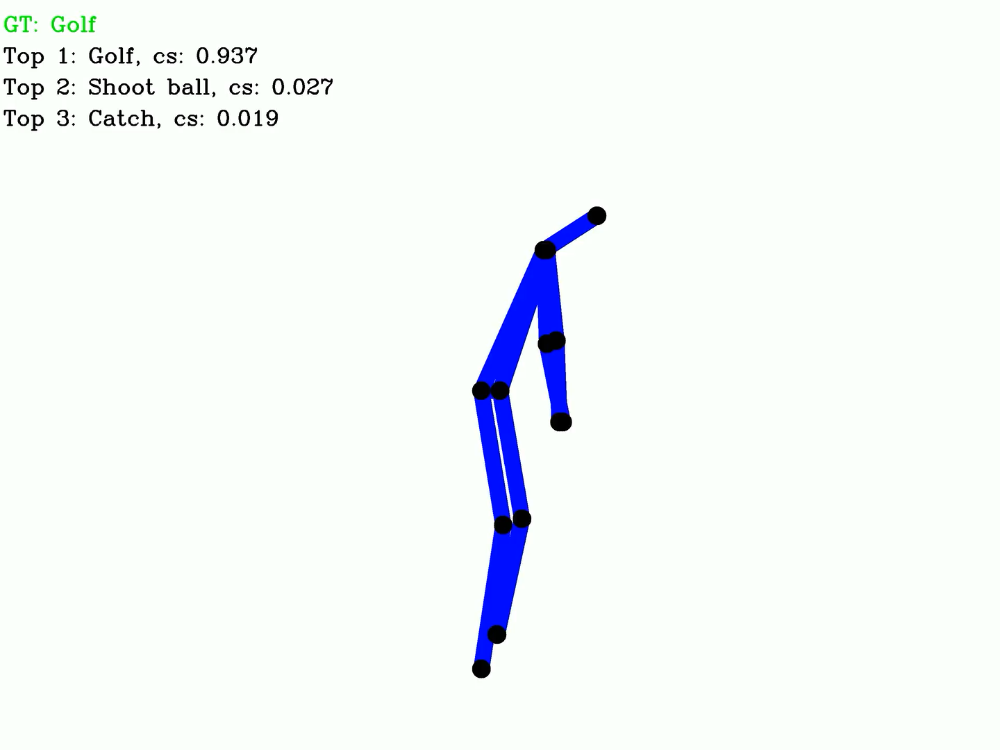 GT: Golf
Top 1: Golf, cs: 0.937
Top 2: Shoot ball, cs: 0.027
Top 3: Catch, cs: 0.019